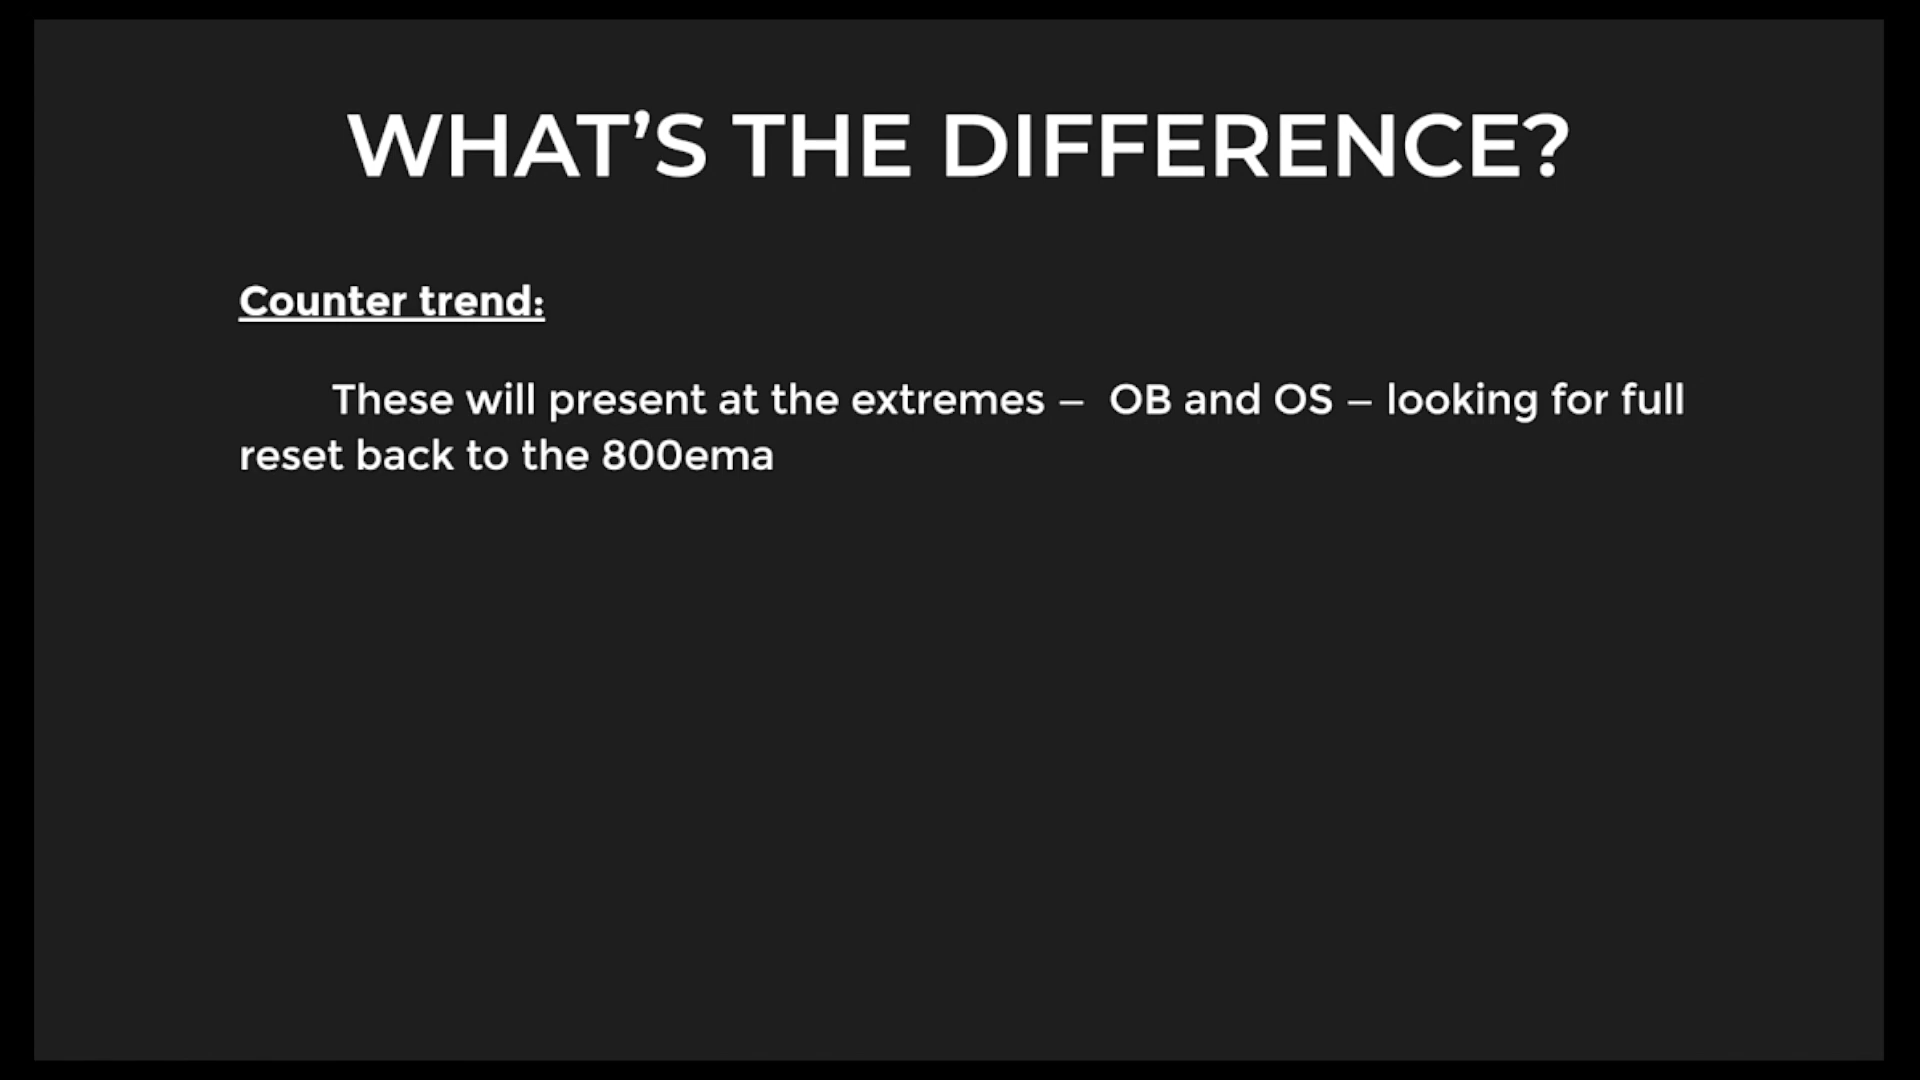 WHAT’S THE DIFFERENCE?
Counter trend:
These will present at the extremes – OB and OS – looking for full
reset back to the 800ema